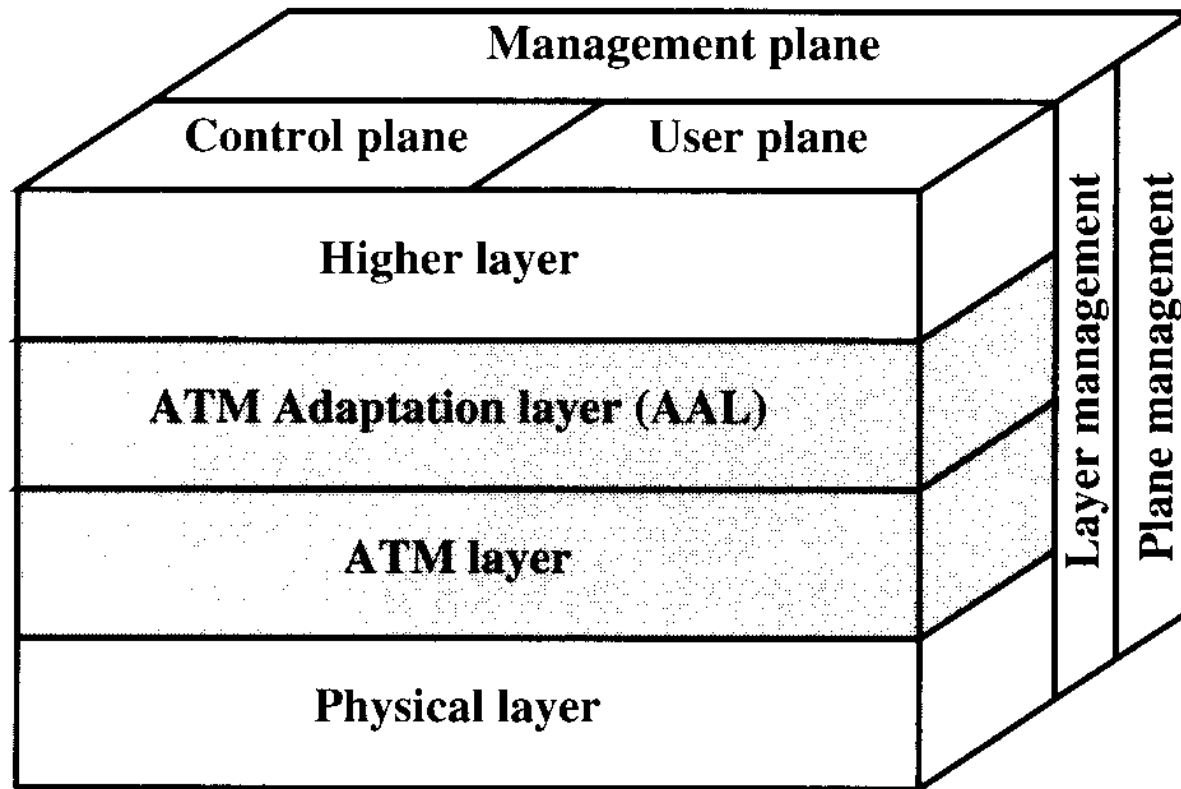 Management plane
Control plane
User plane
Higher layer
ATM Adaptation layer (AAL)
ATM layer
Physical layer
Layer management
Plane management